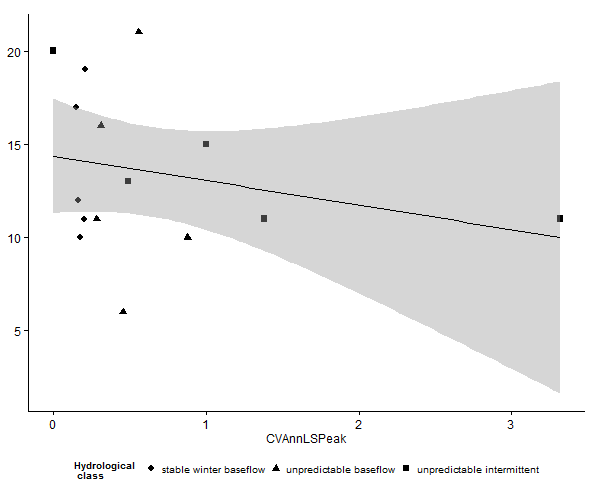 20
15
10
5
0
1
2
3
CVAnnLSPeak
Hydrological
class
stable winter baseflow
unpredictable baseflow
unpredictable intermittent